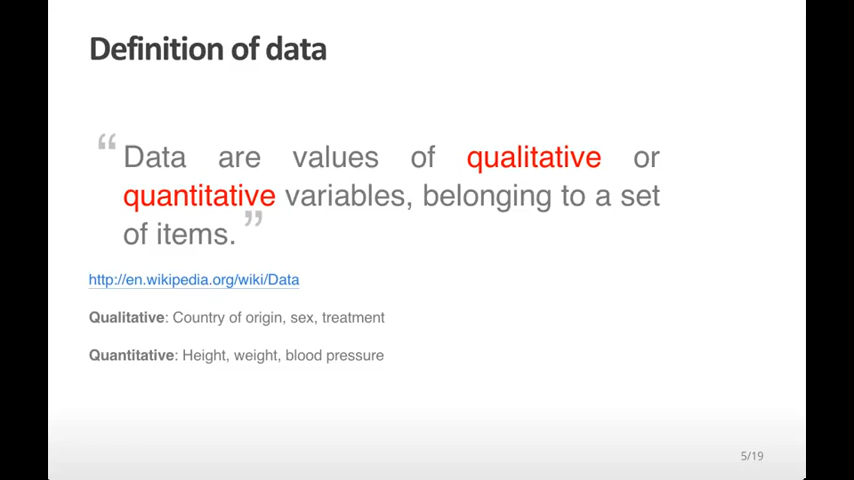 Definition of data
“ Data are values of qualitative or
quantitative variables, belonging to a set
of items. ”
http://en.wikipedia.org/wiki/Data
Qualitative: Country of origin, sex, treatment
Quantitative: Height, weight, blood pressure
5/19